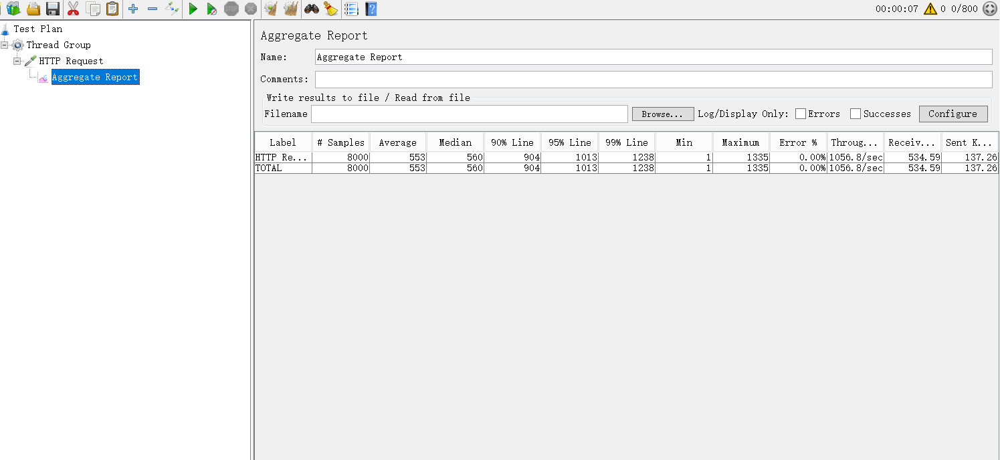 STOP
00:00:07 0 0/800
Test Plan
Thread Group
HTTP Request
Aggregate Report
Aggregate Report
Name: Aggregate Report
Comments:
Write results to file / Read from file
Filename Browse... Log/Display Only: Errors Successes Configure
Label # Samples Average Median 90% Line 95% Line 99% Line Min Maximum Error % Throug... Receiv... Sent K...
HTTP Re... 8000 553 560 904 1013 1238 1 1335 0.00% 1056.8/sec 534.59 137.26
TOTAL 8000 553 560 904 1013 1238 1 1335 0.00% 1056.8/sec 534.59 137.26